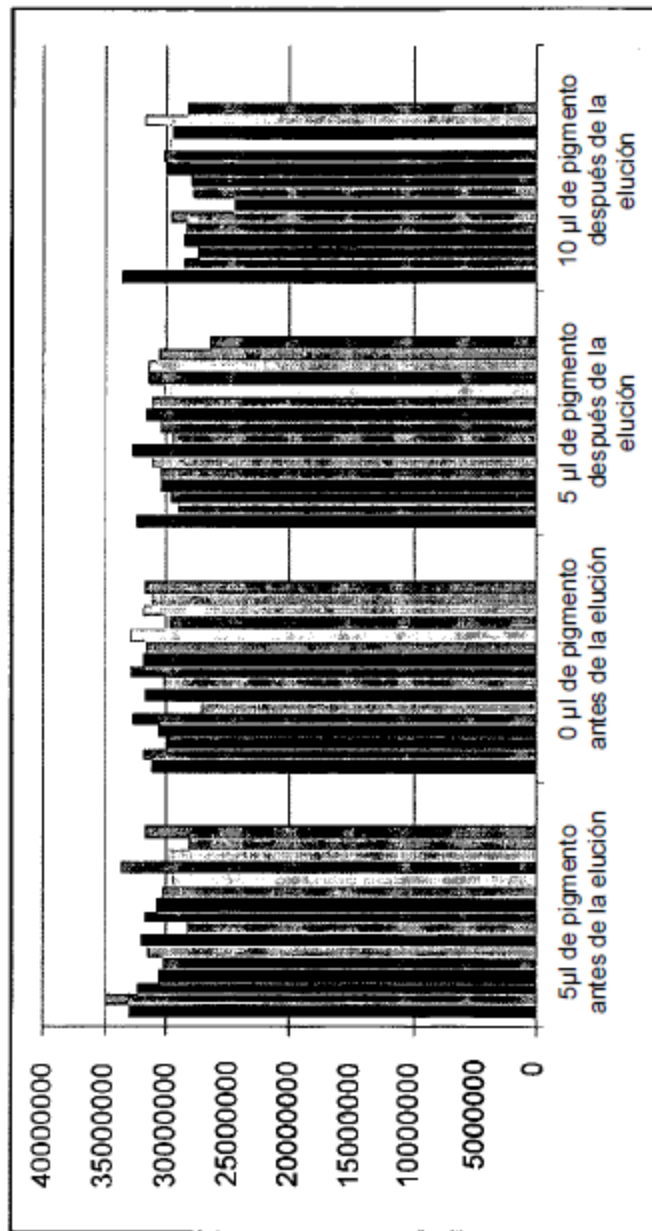 40000000
35000000
30000000
25000000
20000000
15000000
10000000
5000000
0
5µl de pigmento
antes de la elución
0 µl de pigmento
antes de la elución
5 µl de pigmento
después de la
elución
10 µl de pigmento
después de la
elución